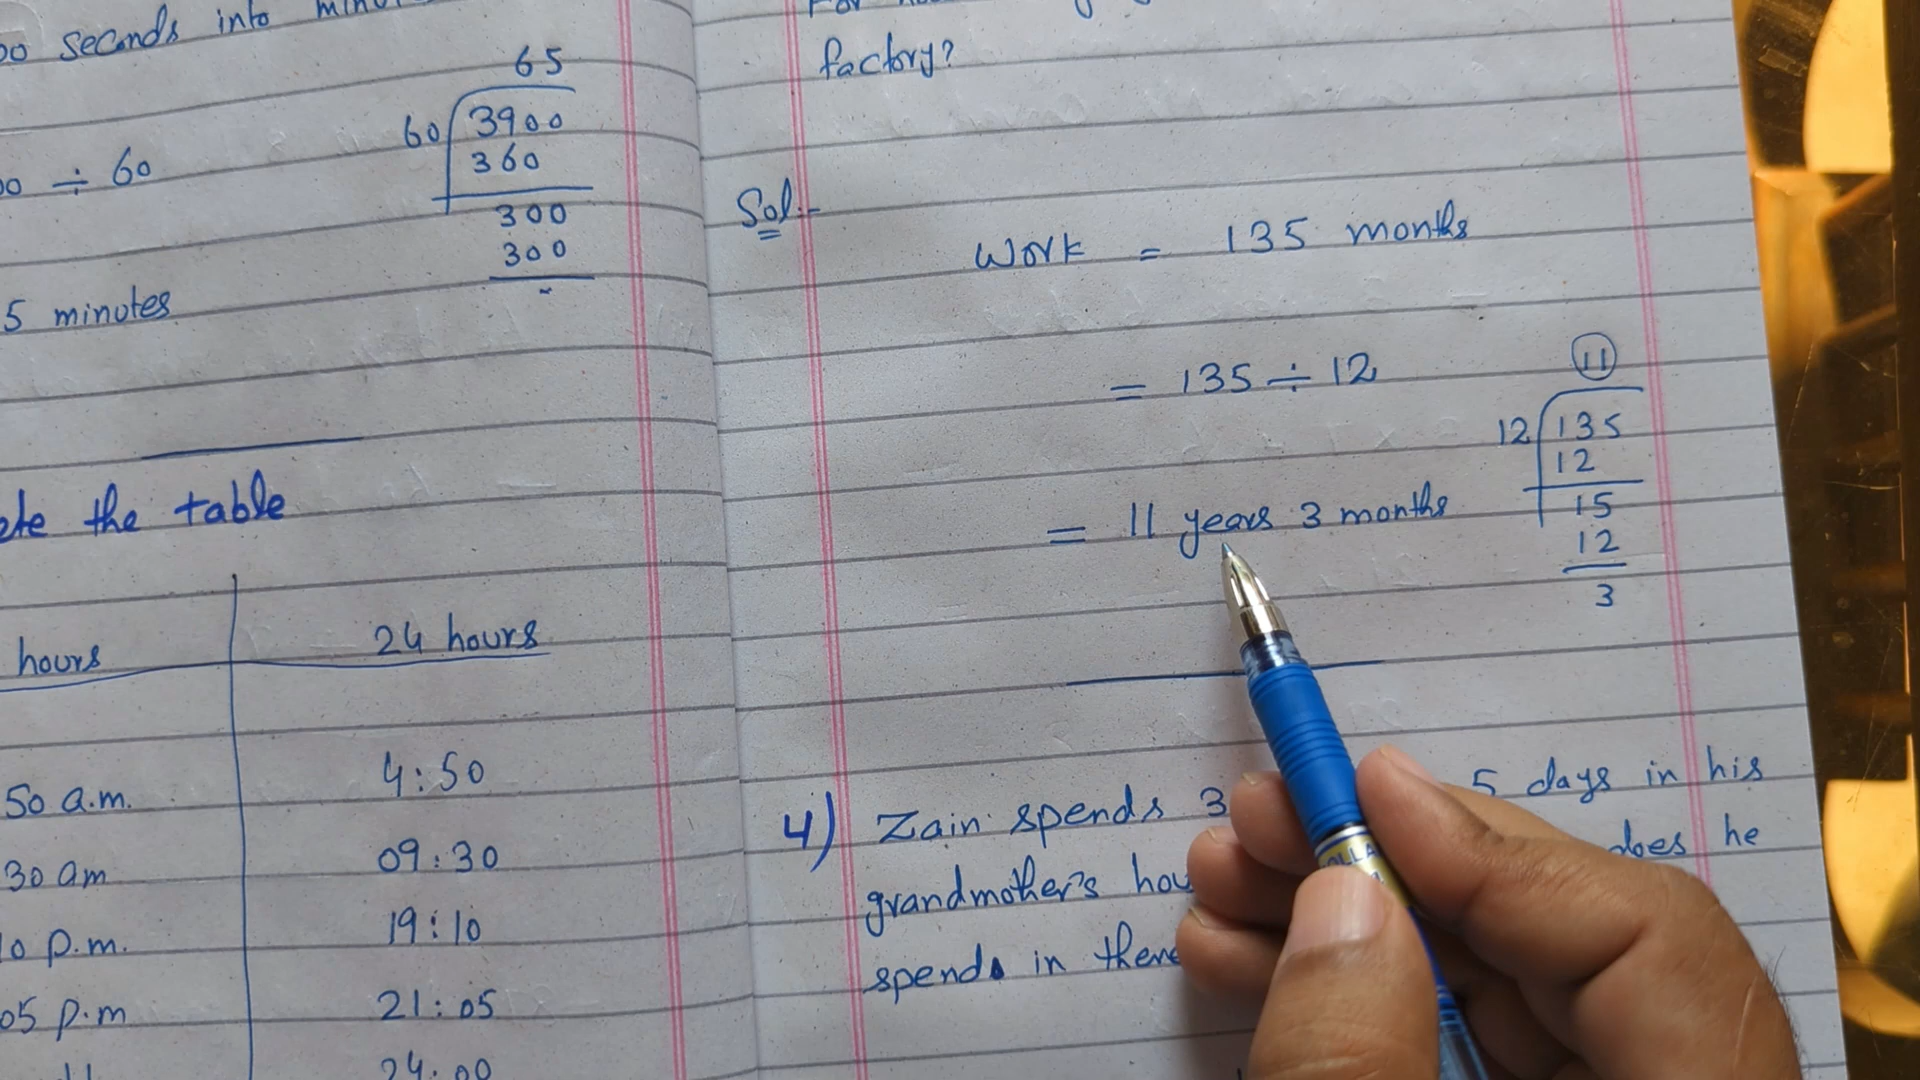 seconds into
65
60 3900
÷ 60
360
300
300
5 minutes
the table
hours 24 hours
50 a.m. 4:50
30 am 09:30
10 p.m. 19:10
05 p.m 21:05
24:00
For
factory?
Sol:-
Work = 135 months
= 135 ÷ 12
11
12 135
12
15
12
3
= 11 years 3 months
4) Zain spends 3 5 days in his
grandmother's does he
spends in